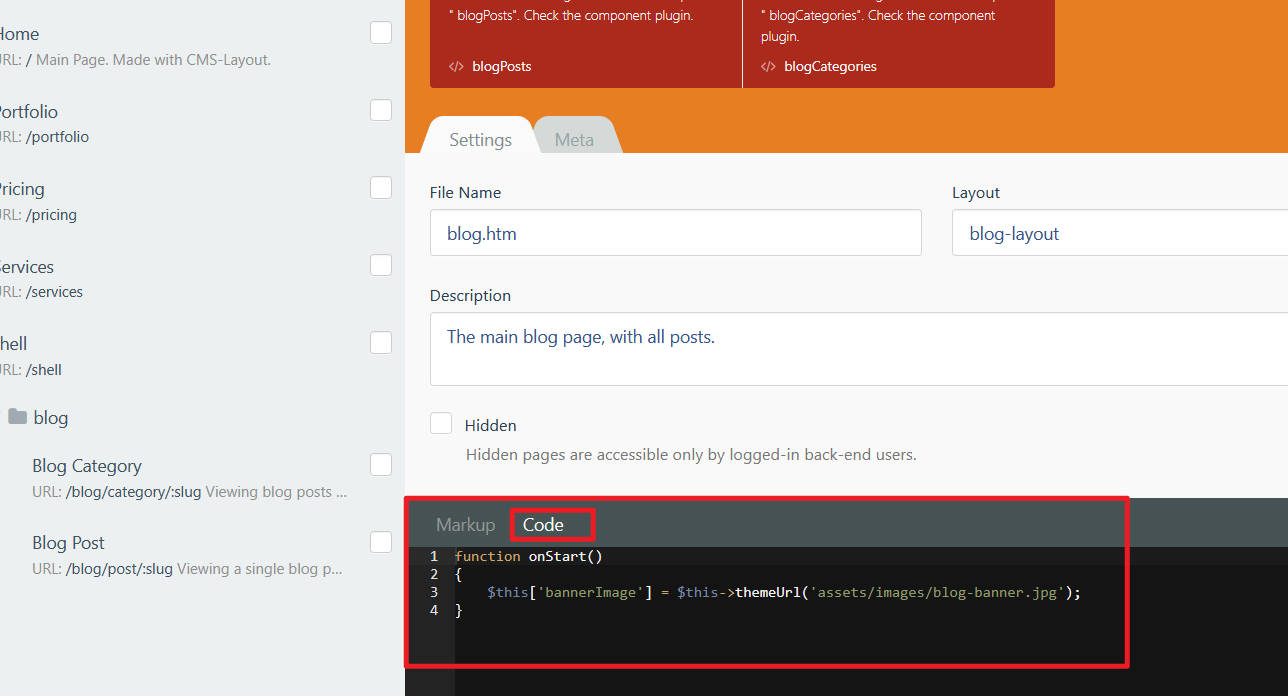 Home
URL: / Main Page. Made with CMS-Layout.
Portfolio
URL: /portfolio
Pricing
URL: /pricing
Services
URL: /services
Shell
URL: /shell
blog
Blog Category
URL: /blog/category/:slug Viewing blog posts ...
Blog Post
URL: /blog/post/:slug Viewing a single blog p...
" blogPosts". Check the component plugin.
</> blogPosts
" blogCategories". Check the component
plugin.
</> blogCategories
Settings Meta
File Name
blog.htm
Layout
blog-layout
Description
The main blog page, with all posts.
Hidden
Hidden pages are accessible only by logged-in back-end users.
Markup Code
1 function onStart()
2 {
3 $this['bannerImage'] = $this->themeUrl('assets/images/blog-banner.jpg');
4 }